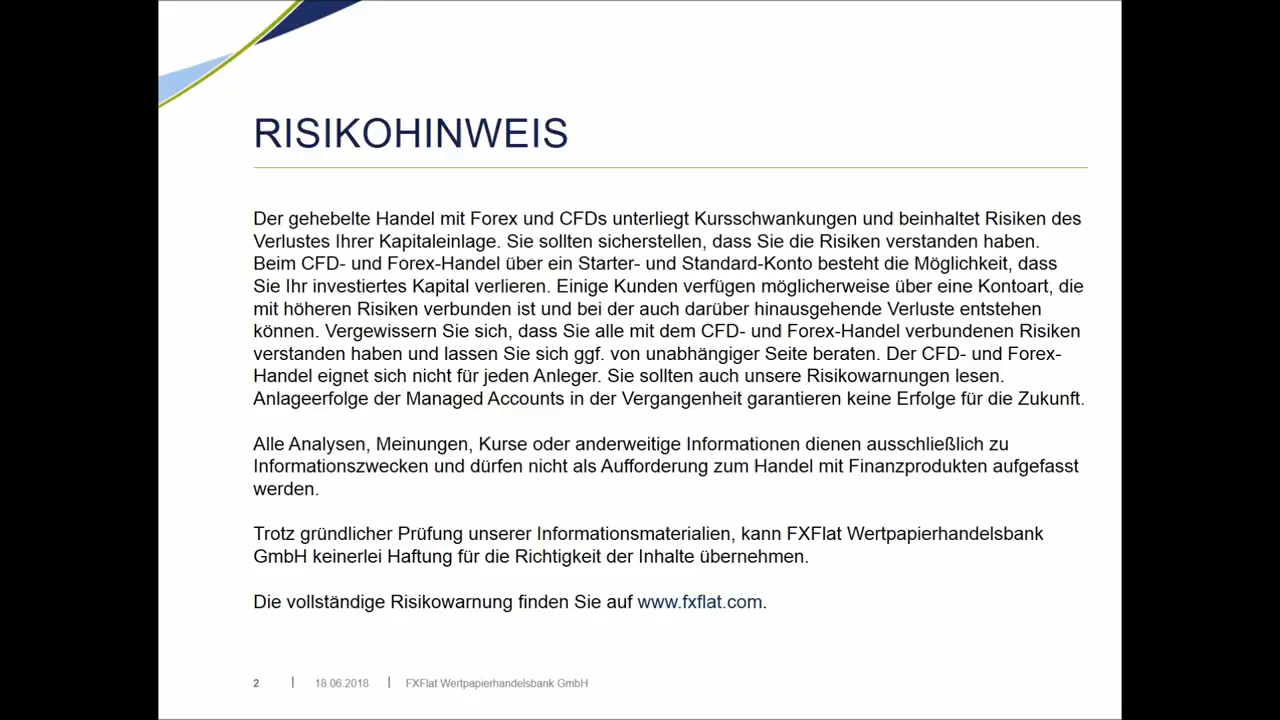 RISIKOHINWEIS
Der gehebelte Handel mit Forex und CFDs unterliegt Kursschwankungen und beinhaltet Risiken des
Verlustes Ihrer Kapitaleinlage. Sie sollten sicherstellen, dass Sie die Risiken verstanden haben.
Beim CFD- und Forex-Handel über ein Starter- und Standard-Konto besteht die Möglichkeit, dass
Sie Ihr investiertes Kapital verlieren. Einige Kunden verfügen möglicherweise über eine Kontoart, die
mit höheren Risiken verbunden ist und bei der auch darüber hinausgehende Verluste entstehen
können. Vergewissern Sie sich, dass Sie alle mit dem CFD- und Forex-Handel verbundenen Risiken
verstanden haben und lassen Sie sich ggf. von unabhängiger Seite beraten. Der CFD- und Forex-
Handel eignet sich nicht für jeden Anleger. Sie sollten auch unsere Risikowarnungen lesen.
Anlageerfolge der Managed Accounts in der Vergangenheit garantieren keine Erfolge für die Zukunft.
Alle Analysen, Meinungen, Kurse oder anderweitige Informationen dienen ausschließlich zu
Informationszwecken und dürfen nicht als Aufforderung zum Handel mit Finanzprodukten aufgefasst
werden.
Trotz gründlicher Prüfung unserer Informationsmaterialien, kann FXFlat Wertpapierhandelsbank
GmbH keinerlei Haftung für die Richtigkeit der Inhalte übernehmen.
Die vollständige Risikowarnung finden Sie auf www.fxflat.com.
2 | 18.06.2018 | FXFlat Wertpapierhandelsbank GmbH